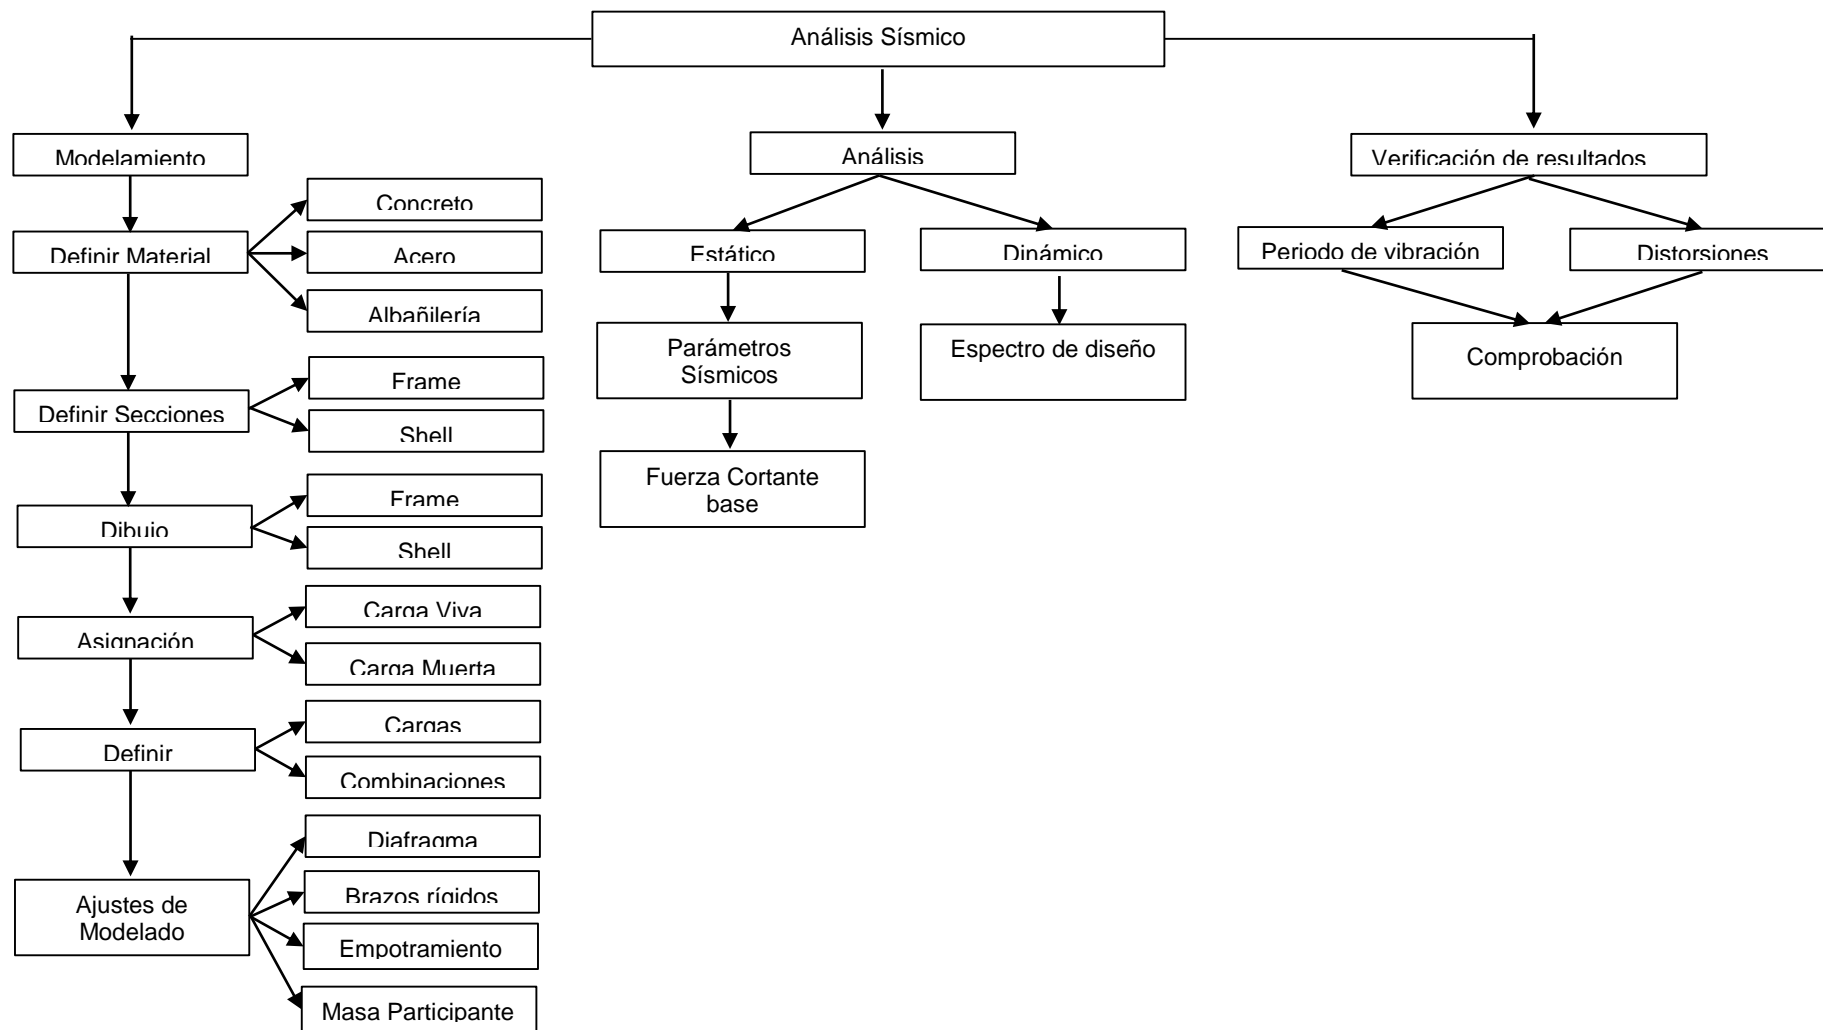 Análisis Sísmico
Modelamiento
Definir Material
Concreto
Acero
Albañilería
Definir Secciones
Frame
Shell
Dibujo
Frame
Shell
Asignación
Carga Viva
Carga Muerta
Definir
Cargas
Combinaciones
Ajustes de
Modelado
Diafragma
Brazos rígidos
Empotramiento
Masa Participante
Análisis
Estático
Parámetros
Sísmicos
Fuerza Cortante
base
Dinámico
Espectro de diseño
Verificación de resultados
Periodo de vibración
Distorsiones
Comprobación